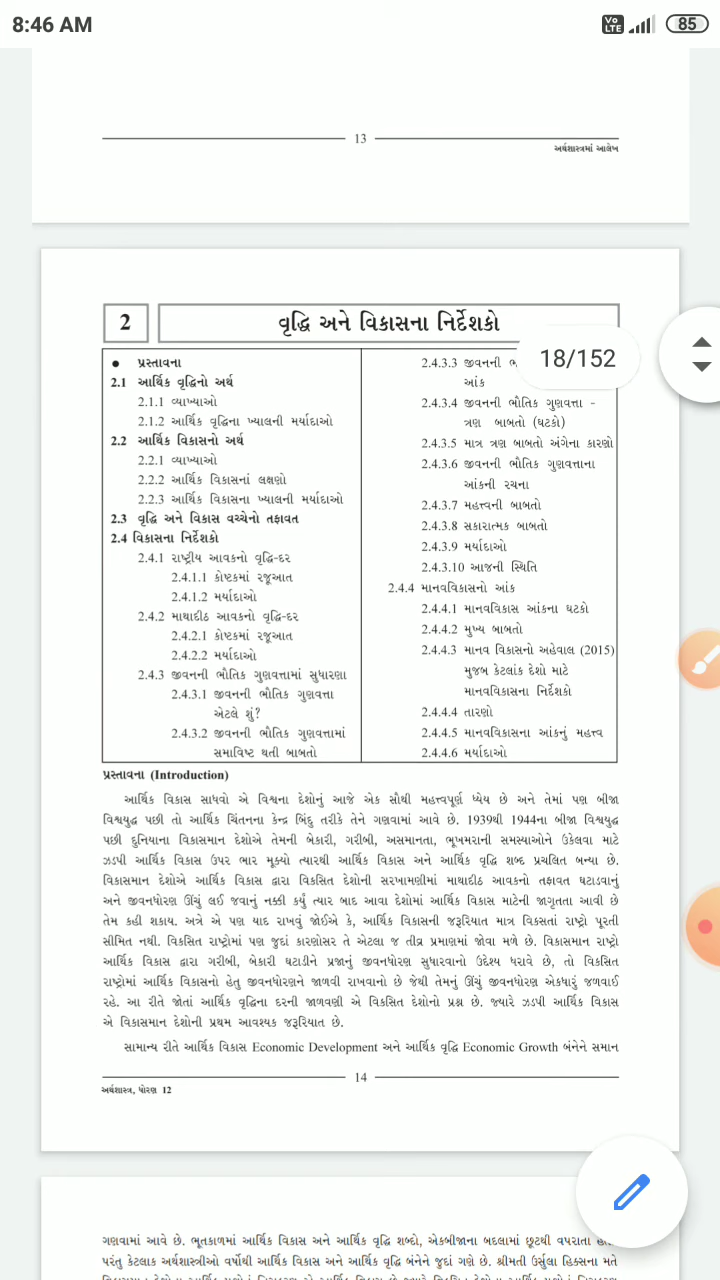 8:46 AM
Vo LTE
85
13
અર્થશાસ્ત્રમાં આલેખ
18/152
2
વૃદ્ધિ અને વિકાસના નિર્દેશકો
● પ્રસ્તાવના
2.1 આર્થિક વૃદ્ધિનો અર્થ
2.1.1 વ્યાખ્યાઓ
2.1.2 આર્થિક વૃદ્ધિના ખ્યાલની મર્યાદાઓ
2.2 આર્થિક વિકાસનો અર્થ
2.2.1 વ્યાખ્યાઓ
2.2.2 આર્થિક વિકાસનાં લક્ષણો
2.2.3 આર્થિક વિકાસના ખ્યાલની મર્યાદાઓ
2.3 વૃદ્ધિ અને વિકાસ વચ્ચેનો તફાવત
2.4 વિકાસના નિર્દેશકો
2.4.1 રાષ્ટ્રીય આવકનો વૃદ્ધિ-દર
2.4.1.1 કોષ્ટકમાં રજૂઆત
2.4.1.2 મર્યાદાઓ
2.4.2 માથાદીઠ આવકનો વૃદ્ધિ-દર
2.4.2.1 કોષ્ટકમાં રજૂઆત
2.4.2.2 મર્યાદાઓ
2.4.3 જીવનની ભૌતિક ગુણવત્તામાં સુધારણા
2.4.3.1 જીવનની ભૌતિક ગુણવત્તા
એટલે શું?
2.4.3.2 જીવનની ભૌતિક ગુણવત્તામાં
સમાવિષ્ટ થતી બાબતો
2.4.3.3 જીવનની
આંક
2.4.3.4 જીવનની ભૌતિક ગુણવત્તા -
ત્રણ બાબતો (ઘટકો)
2.4.3.5 માત્ર ત્રણ બાબતો અંગેના કારણો
2.4.3.6 જીવનની ભૌતિક ગુણવત્તાના
આંકની રચના
2.4.3.7 મહત્ત્વની બાબતો
2.4.3.8 સકારાત્મક બાબતો
2.4.3.9 મર્યાદાઓ
2.4.3.10 આજની સ્થિતિ
2.4.4 માનવવિકાસનો આંક
2.4.4.1 માનવવિકાસ આંકના ઘટકો
2.4.4.2 મુખ્ય બાબતો
2.4.4.3 માનવ વિકાસનો અહેવાલ (2015)
મુજબ કેટલાંક દેશો માટે
માનવવિકાસના નિર્દેશકો
2.4.4.4 તારણો
2.4.4.5 માનવવિકાસના આંકનું મહત્ત્વ
2.4.4.6 મર્યાદાઓ
પ્રસ્તાવના (Introduction)
આર્થિક વિકાસ સાધવો એ વિશ્વના દેશોનું આજે એક સૌથી મહત્ત્વપૂર્ણ ધ્યેય છે અને તેમાં પણ બીજા
વિશ્વયુદ્ધ પછી તો આર્થિક ચિંતનના કેન્દ્ર બિંદુ તરીકે તેને ગણવામાં આવે છે. 1939થી 1944ના બીજા વિશ્વયુદ્ધ
પછી દુનિયાના વિકાસમાન દેશોએ તેમની બેકારી, ગરીબી, અસમાનતા, ભૂખમરાની સમસ્યાઓને ઉકેલવા માટે
ઝડપી આર્થિક વિકાસ ઉપર ભાર મૂક્યો ત્યારથી આર્થિક વિકાસ અને આર્થિક વૃદ્ધિ શબ્દ પ્રચલિત બન્યા છે.
વિકાસમાન દેશોએ આર્થિક વિકાસ દ્વારા વિકસિત દેશોની સરખામણીમાં માથાદીઠ આવકનો તફાવત ઘટાડવાનું
અને જીવનધોરણ ઊંચું લઈ જવાનું નક્કી કર્યું ત્યાર બાદ આવા દેશોમાં આર્થિક વિકાસ માટેની જાગૃતતા આવી છે
તેમ કહી શકાય. અત્રે એ પણ યાદ રાખવું જોઈએ કે, આર્થિક વિકાસની જરૂરિયાત માત્ર વિકસતાં રાષ્ટ્રો પૂરતી
સીમિત નથી. વિકસિત રાષ્ટ્રોમાં પણ જુદાં કારણોસર તે એટલા જ તીવ્ર પ્રમાણમાં જોવા મળે છે. વિકાસમાન રાષ્ટ્રો
આર્થિક વિકાસ દ્વારા ગરીબી, બેકારી ઘટાડીને પ્રજાનું જીવનધોરણ સુધારવાનો ઉદ્દેશ્ય ધરાવે છે, તો વિકસિત
રાષ્ટ્રોમાં આર્થિક વિકાસનો હેતુ જીવનધોરણને જાળવી રાખવાનો છે જેથી તેમનું ઊંચું જીવનધોરણ એકધારું જળવાઈ
રહે. આ રીતે જોતાં આર્થિક વૃદ્ધિના દરની જાળવણી એ વિકસિત દેશોનો પ્રશ્ન છે. જ્યારે ઝડપી આર્થિક વિકાસ
એ વિકાસમાન દેશોની પ્રથમ આવશ્યક જરૂરિયાત છે.
સામાન્ય રીતે આર્થિક વિકાસ Economic Development અને આર્થિક વૃદ્ધિ Economic Growth બંનેને સમાન
14
અર્થશાસ્ત્ર, ધોરણ 12
ગણવામાં આવે છે. ભૂતકાળમાં આર્થિક વિકાસ અને આર્થિક વૃદ્ધિ શબ્દો, એકબીજાના બદલામાં છૂટથી વપરાતા
પરંતુ કેટલાક અર્થશાસ્ત્રીઓ વર્ષોથી આર્થિક વિકાસ અને આર્થિક વૃદ્ધિ બંનેને જુદાં ગણે છે. શ્રીમતી ઉર્સુલા હિક્સના મતે